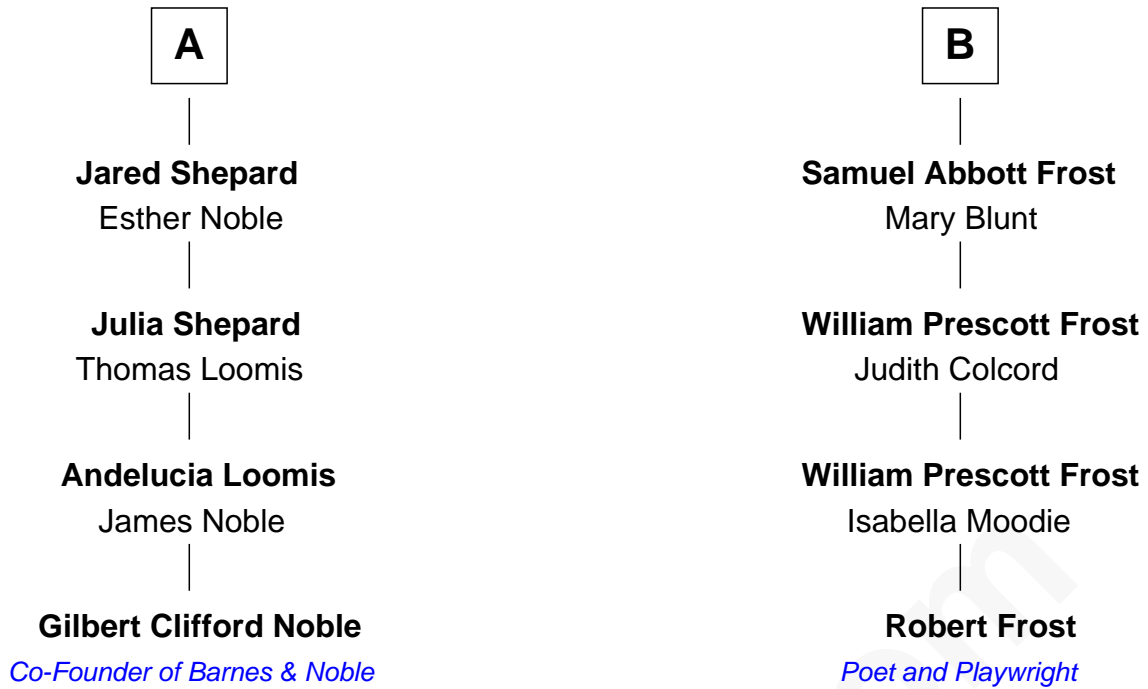 A
Jared Shepard
Esther Noble
Julia Shepard
Thomas Loomis
Andelucia Loomis
James Noble
Gilbert Clifford Noble
Co-Founder of Barnes & Noble
B
Samuel Abbott Frost
Mary Blunt
William Prescott Frost
Judith Colcord
William Prescott Frost
Isabella Moodie
Robert Frost
Poet and Playwright